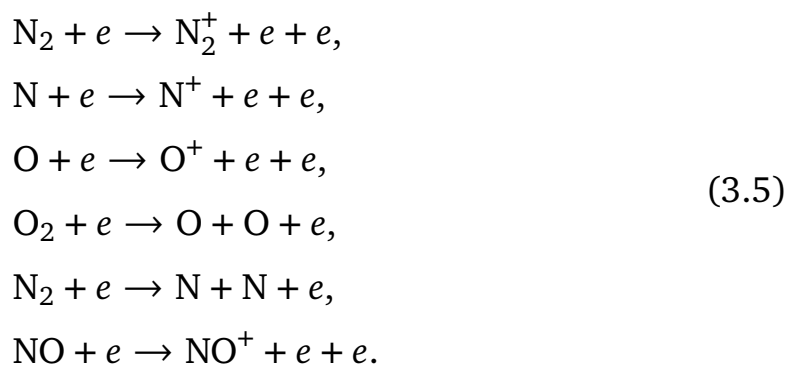 N₂ + e → N₂⁺ + e + e,
N + e → N⁺ + e + e,
O + e → O⁺ + e + e,
(3.5)
O₂ + e → O + O + e,
N₂ + e → N + N + e,
NO + e → NO⁺ + e + e.